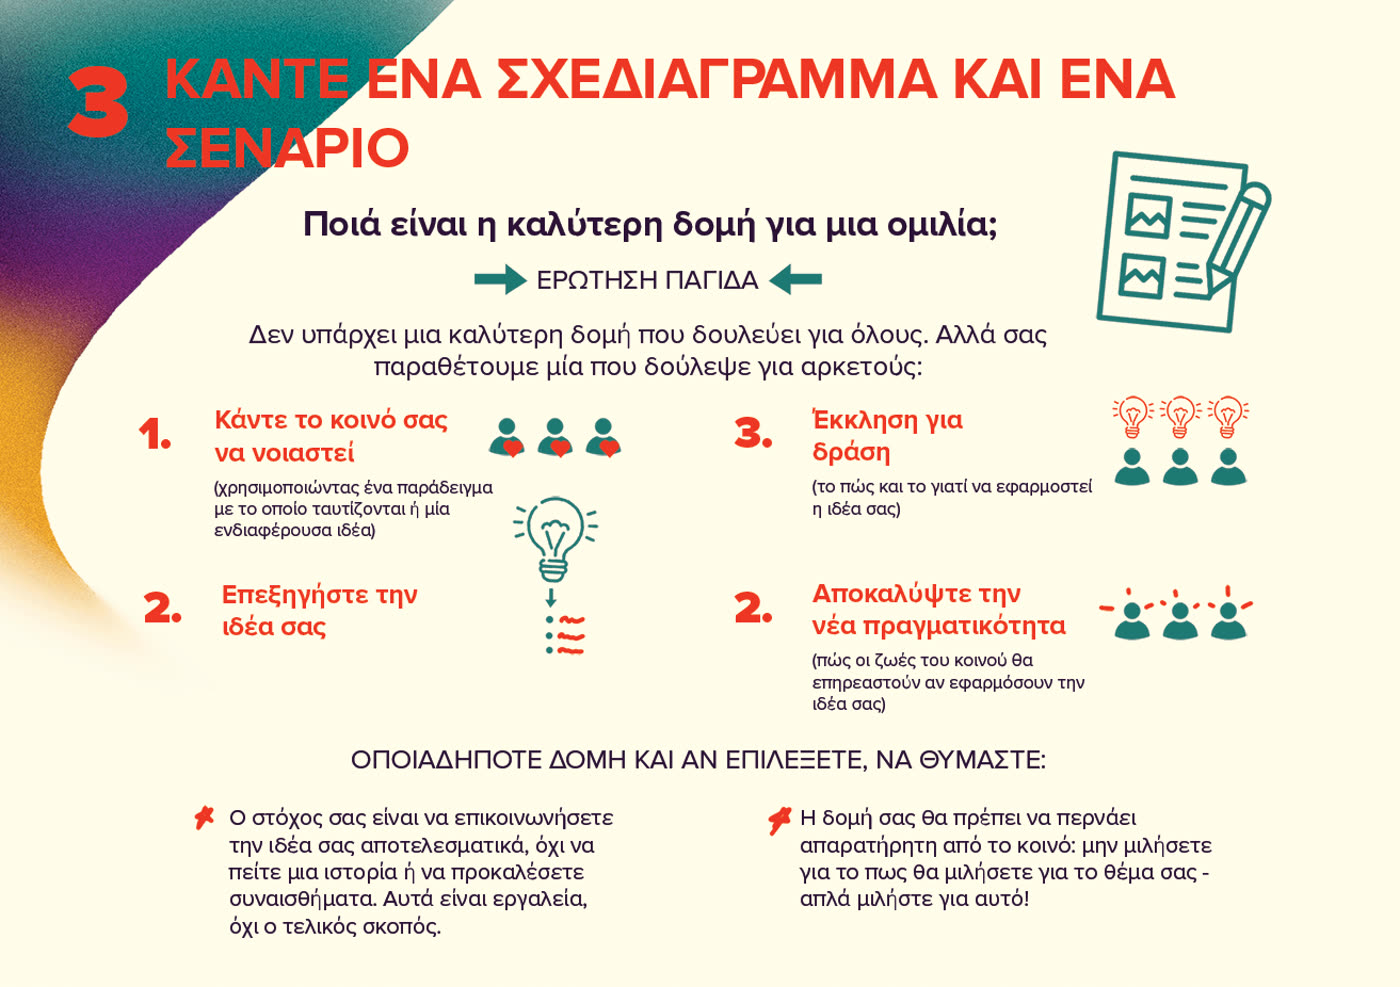 3
ΚΑΝΤΕ ΕΝΑ ΣΧΕΔΙΑΓΡΑΜΜΑ ΚΑΙ ΕΝΑ
ΣΕΝΑΡΙΟ
Ποιά είναι η καλύτερη δομή για μια ομιλία;
ΕΡΩΤΗΣΗ ΠΑΓΙΔΑ
Δεν υπάρχει μια καλύτερη δομή που δουλεύει για όλους. Αλλά σας
παραθέτουμε μία που δούλεψε για αρκετούς:
1.
Κάντε το κοινό σας
να νοιαστεί
(χρησιμοποιώντας ένα παράδειγμα
με το οποίο ταυτίζονται ή μία
ενδιαφέρουσα ιδέα)
2.
Επεξηγήστε την
ιδέα σας
3.
Έκκληση για
δράση
(το πώς και το γιατί να εφαρμοστεί
η ιδέα σας)
2.
Αποκαλύψτε την
νέα πραγματικότητα
(πώς οι ζωές του κοινού θα
επηρεαστούν αν εφαρμόσουν την
ιδέα σας)
ΟΠΟΙΑΔΗΠΟΤΕ ΔΟΜΗ ΚΑΙ ΑΝ ΕΠΙΛΕΞΕΤΕ, ΝΑ ΘΥΜΑΣΤΕ:
Ο στόχος σας είναι να επικοινωνήσετε
την ιδέα σας αποτελεσματικά, όχι να
πείτε μια ιστορία ή να προκαλέσετε
συναισθήματα. Αυτά είναι εργαλεία,
όχι ο τελικός σκοπός.
Η δομή σας θα πρέπει να περνάει
απαρατήρητη από το κοινό: μην μιλήσετε
για το πως θα μιλήσετε για το θέμα σας -
απλά μιλήστε για αυτό!